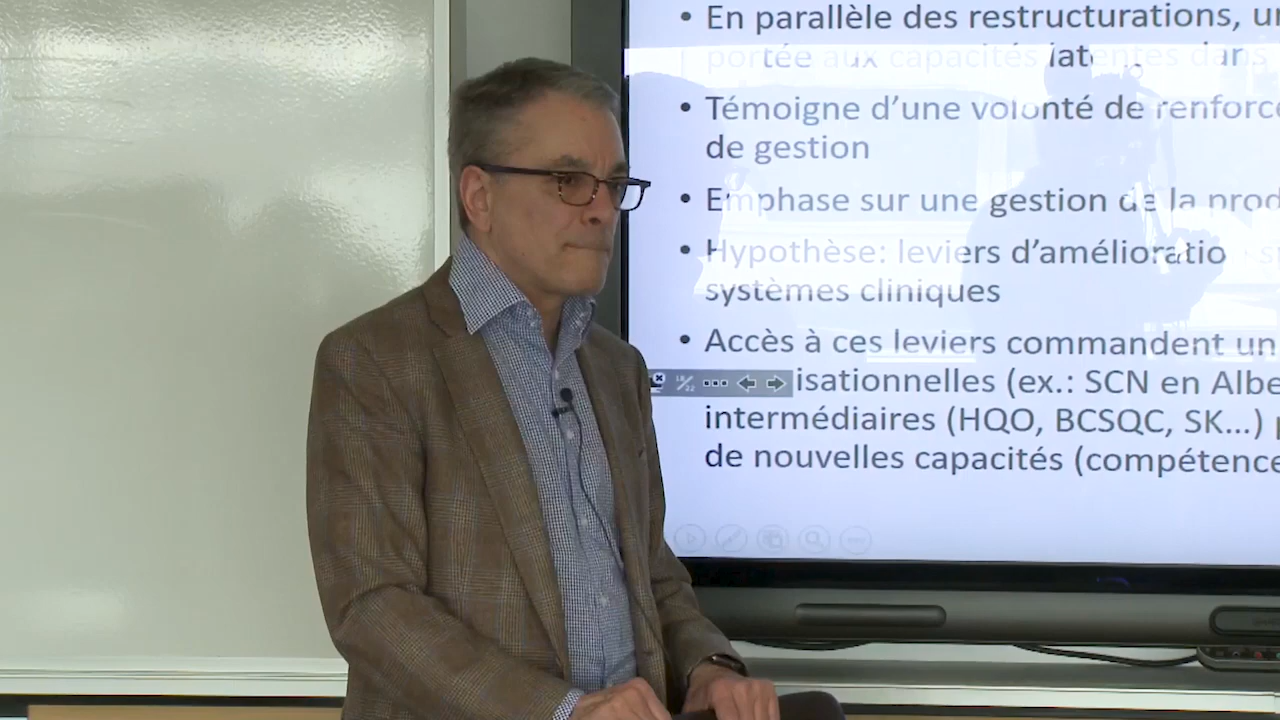 • En parallèle des restructurations, un
portée aux capacités latentes dans
• Témoigne d’une volonté de renforc
de gestion
• Emphase sur une gestion de la prod
• Hypothèse: leviers d’amélioratio
systèmes cliniques
• Accès à ces leviers commandent un
isationnelles (ex.: SCN en Albe
intermédiaires (HQO, BCSQC, SK...)
de nouvelles capacités (compétence